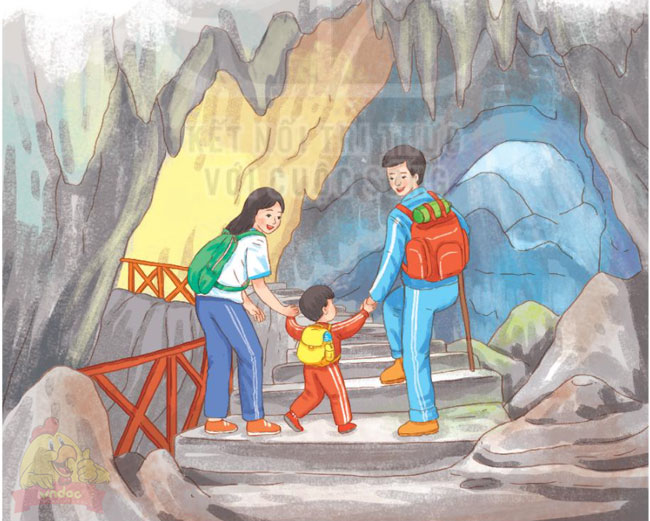 KẾT NỐI TRI THỨC
VỚI CUỘC SỐNG